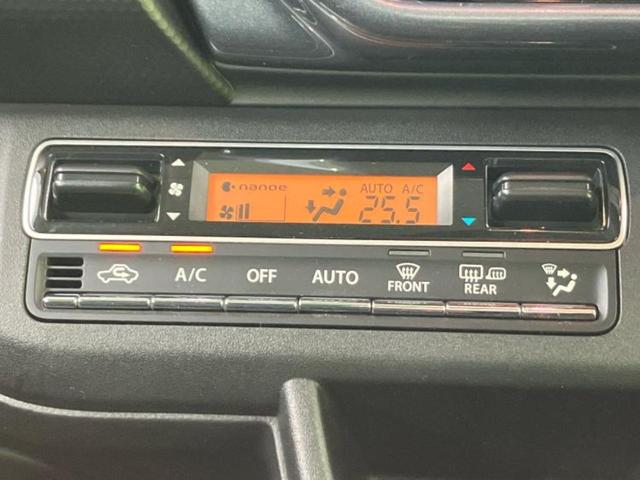 nanoe AUTO A/C
25.5
A/C OFF AUTO FRONT REAR